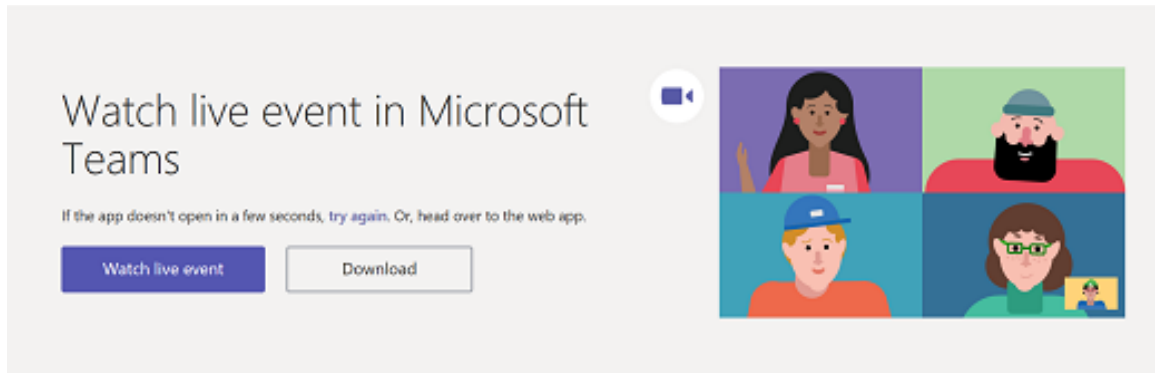 Watch live event in Microsoft
Teams
If the app doesn't open in a few seconds, try again. Or, head over to the web app.
Watch live event
Download